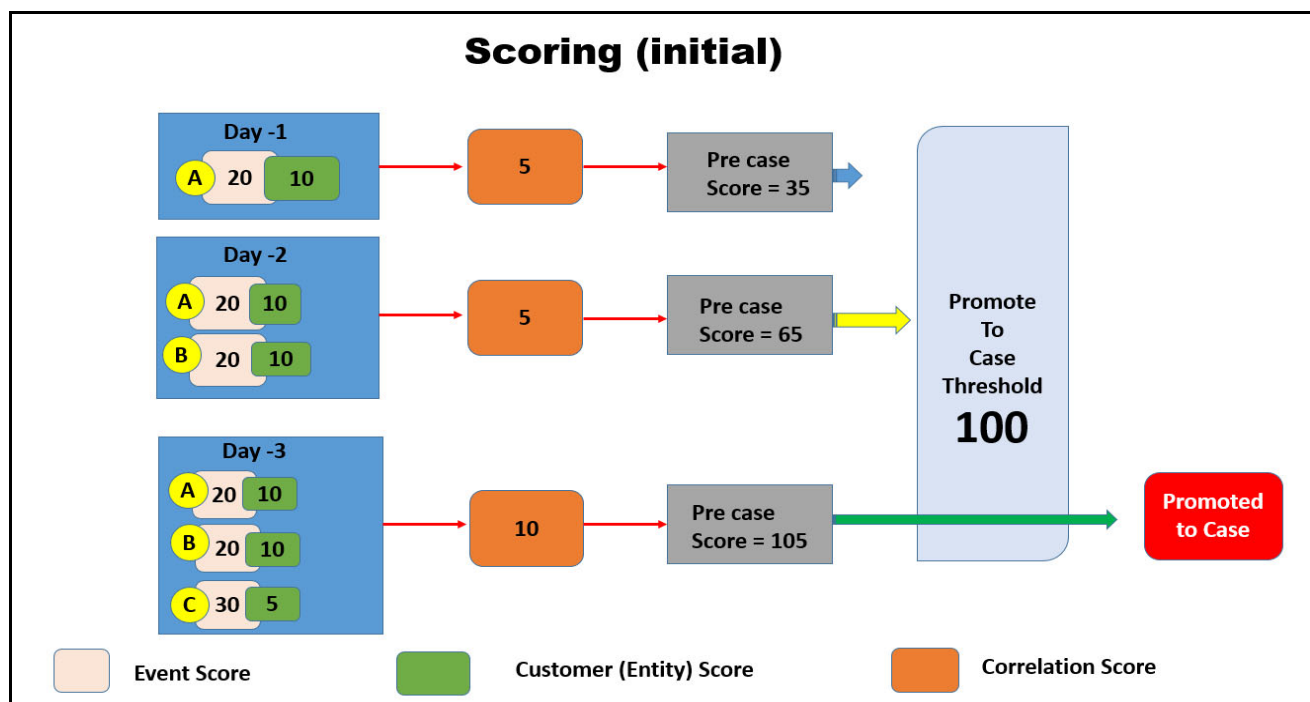 Scoring (initial)
Day -1
A 20 10
5
Pre case
Score = 35
Day -2
A 20 10
B 20 10
5
Pre case
Score = 65
Promote
To
Case
Threshold
100
Day -3
A 20 10
B 20 10
C 30 5
10
Pre case
Score = 105
Promoted
to Case
Event Score
Customer (Entity) Score
Correlation Score